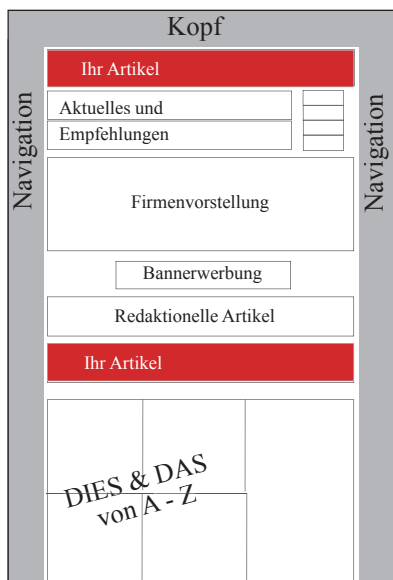 Kopf
Navigation
Navigation
Ihr Artikel
Aktuelles und
Empfehlungen
Firmenvorstellung
Bannerwerbung
Redaktionelle Artikel
Ihr Artikel
DIES & DAS
von A - Z